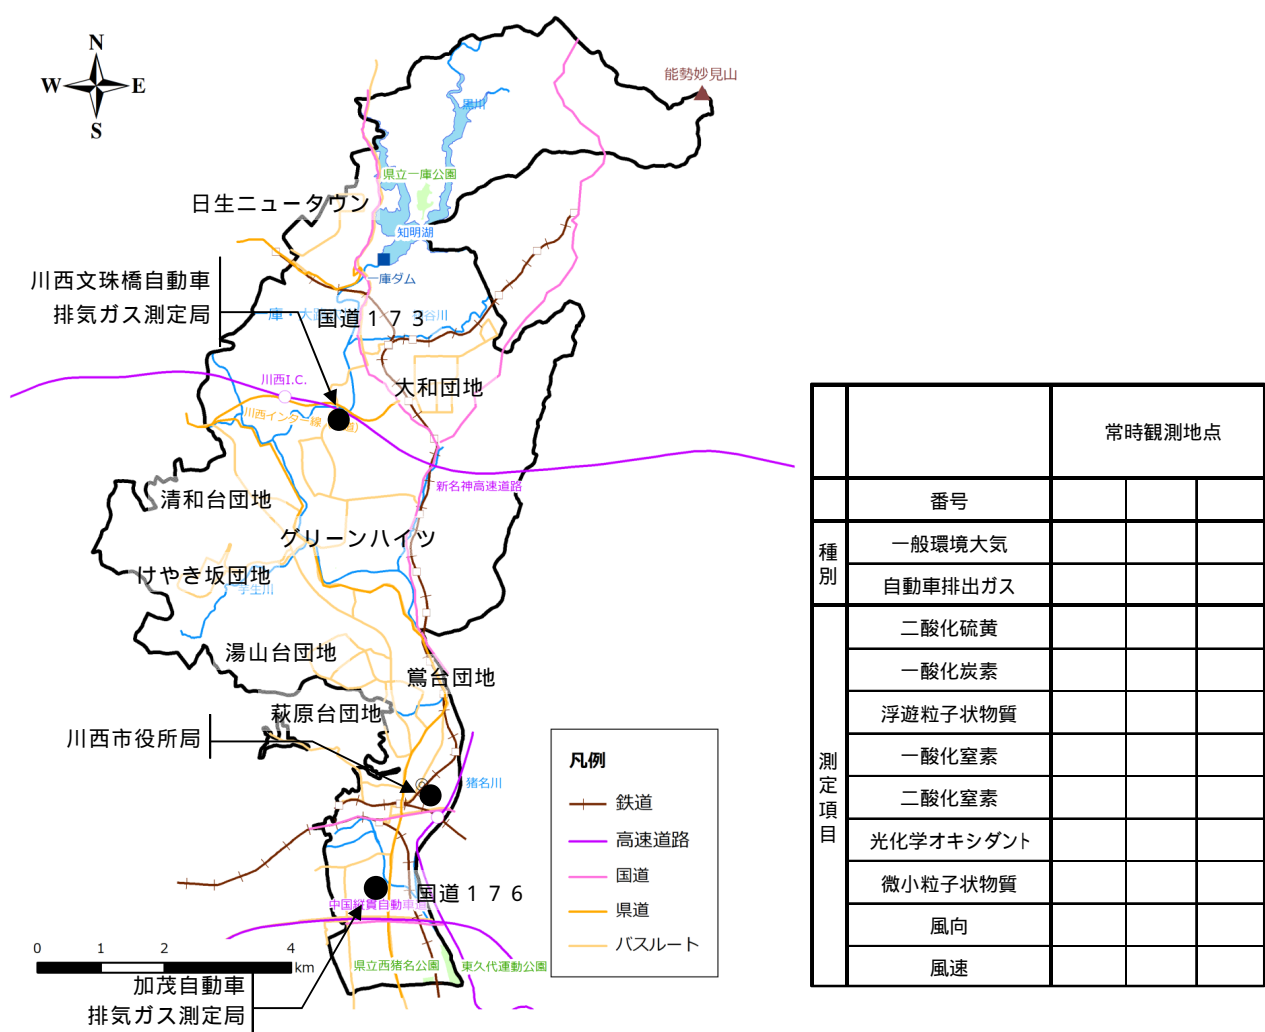 N
W
E
S
能勢妙見山
黒川
県立一庫公園
日生ニュータウン
知明湖
一庫ダム
川西文珠橋自動車
排気ガス測定局
国道173
川西I.C.
大和団地
川西インター線
新名神高速道路
清和台団地
グリーンハイツ
けやき坂団地
湯山台団地
鴬台団地
萩原台団地
川西市役所局
猪名川
国道176
中国縦貫自動車道
県立西猪名公園
東久代運動公園
加茂自動車
排気ガス測定局
0 1 2 4
km
凡例
鉄道
高速道路
国道
県道
バスルート
常時観測地点
番号
種別
一般環境大気
自動車排出ガス
測定項目
二酸化硫黄
一酸化炭素
浮遊粒子状物質
一酸化窒素
二酸化窒素
光化学オキシダント
微小粒子状物質
風向
風速